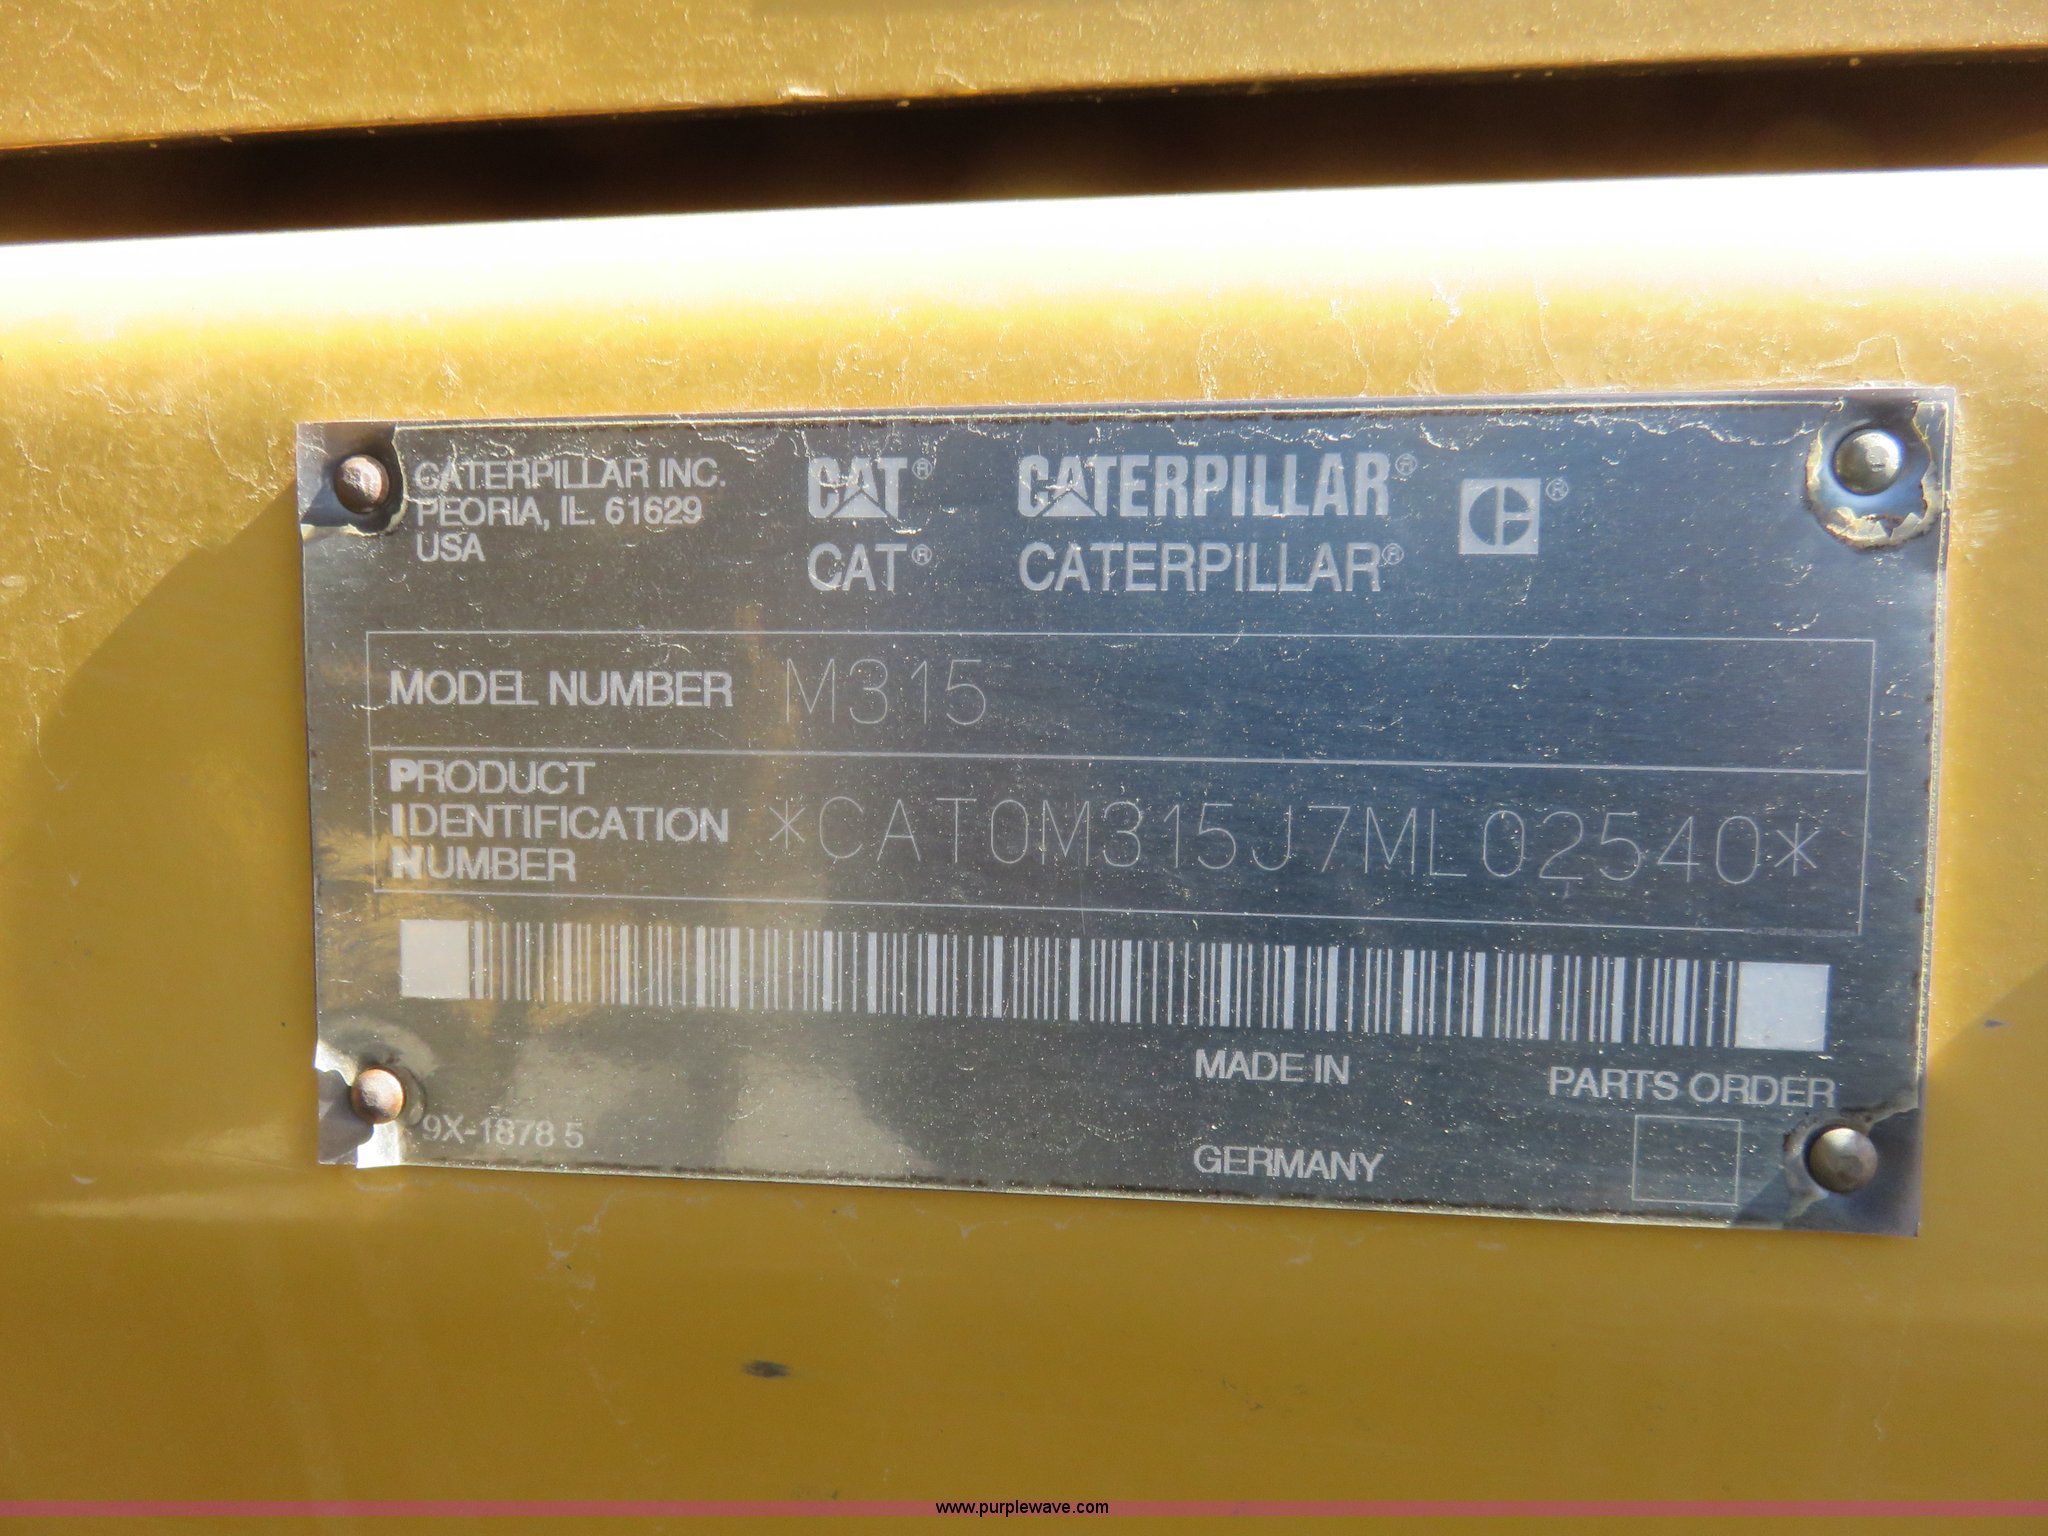 CATERPILLAR INC.
PEORIA, IL. 61629
USA
CAT® CATERPILLAR® ®
CAT® CATERPILLAR®
MODEL NUMBER M315
PRODUCT
IDENTIFICATION
NUMBER
*CAT0M315J7ML02540*
MADE IN
GERMANY
PARTS ORDER
9X-1878 5
www.purplewave.com